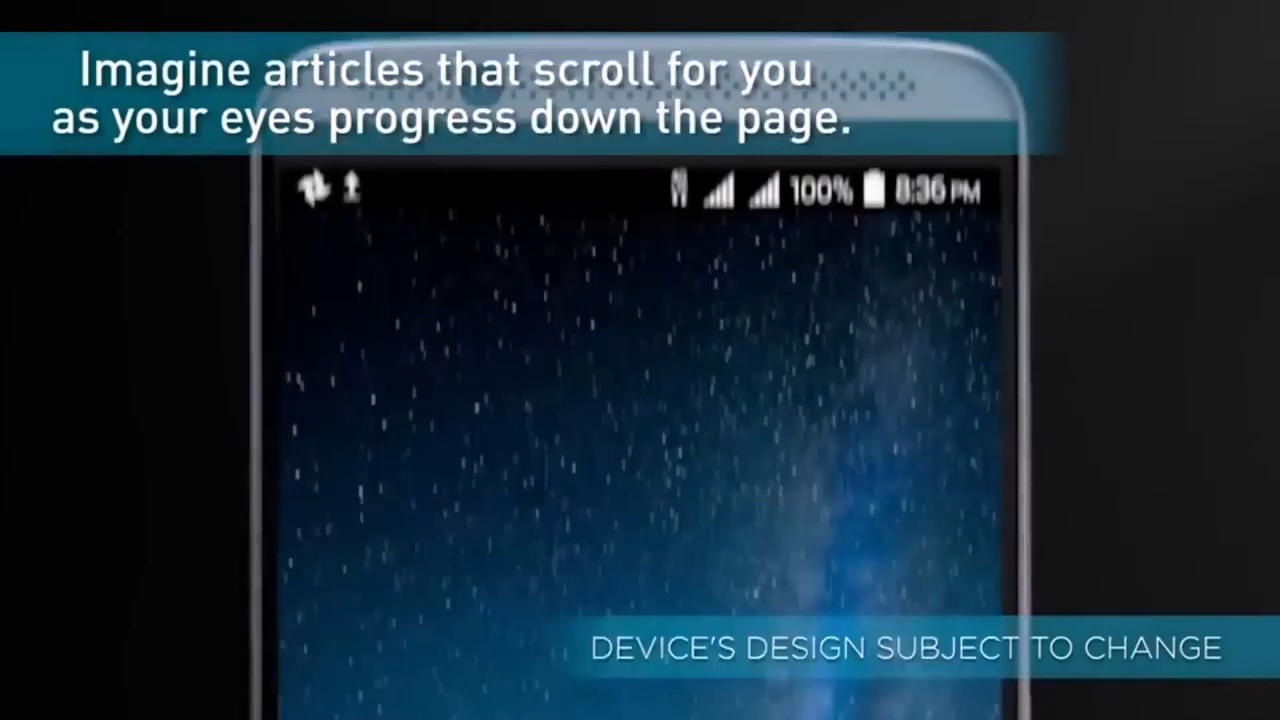 Imagine articles that scroll for you
as your eyes progress down the page.
100% 8:36 PM
DEVICE'S DESIGN SUBJECT TO CHANGE